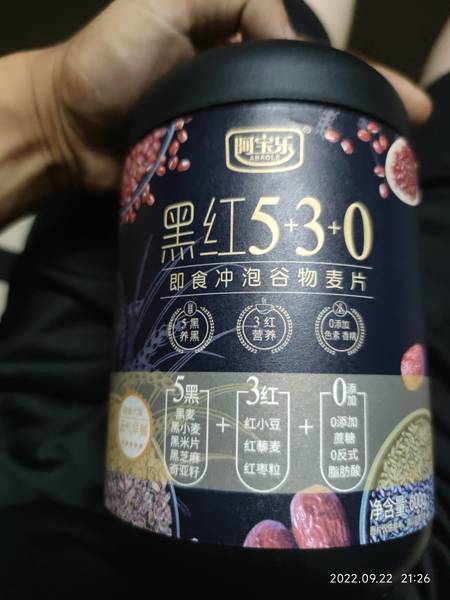 阿宝乐
ABAOLE
®
黑红5+3+0
即食冲泡谷物麦片
5黑 养黑
3红 营养
0添加 色素 香精
5黑 + 3红 + 0添加
黑麦
黑小麦
黑米片
黑芝麻
奇亚籽
红小豆
红藜麦
红枣粒
0添加
蔗糖
0反式
脂肪酸
净含量:
2022.09.22 21:26